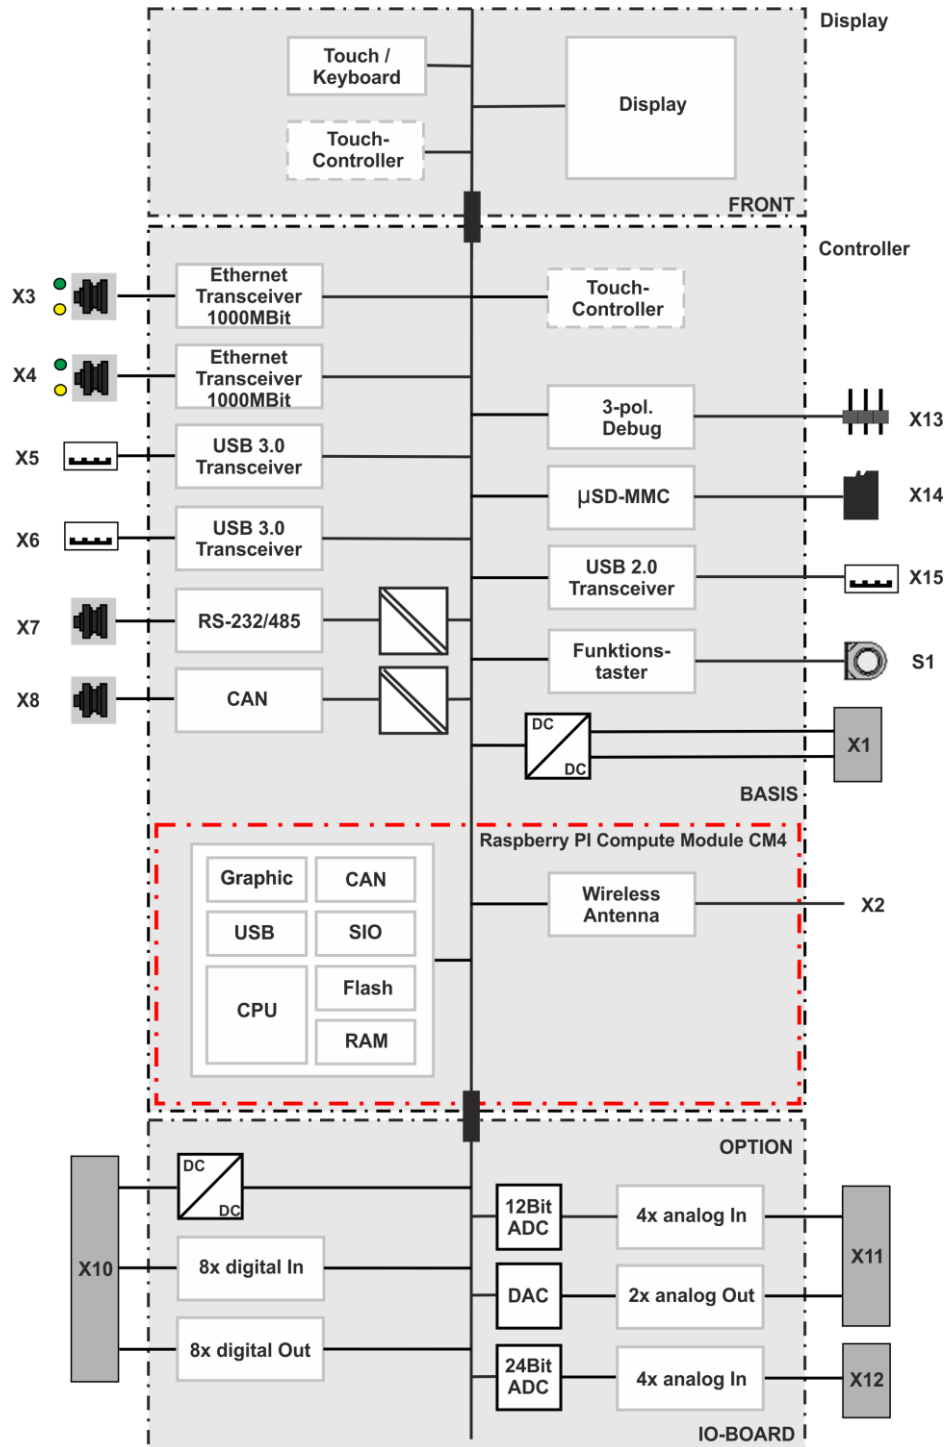 Display
Touch /
Keyboard
Display
Touch-
Controller
FRONT
Controller
X3
Ethernet
Transceiver
1000MBit
Touch-
Controller
X4
Ethernet
Transceiver
1000MBit
3-pol.
Debug
X13
X5
USB 3.0
Transceiver
µSD-MMC
X14
X6
USB 3.0
Transceiver
USB 2.0
Transceiver
X15
X7
RS-232/485
Funktions-
taster
S1
X8
CAN
DC
DC
X1
BASIS
Raspberry PI Compute Module CM4
Graphic
CAN
Wireless
Antenna
X2
USB
SIO
CPU
Flash
RAM
OPTION
DC
DC
12Bit
ADC
4x analog In
X10
8x digital In
X11
DAC
2x analog Out
8x digital Out
24Bit
ADC
4x analog In
X12
IO-BOARD